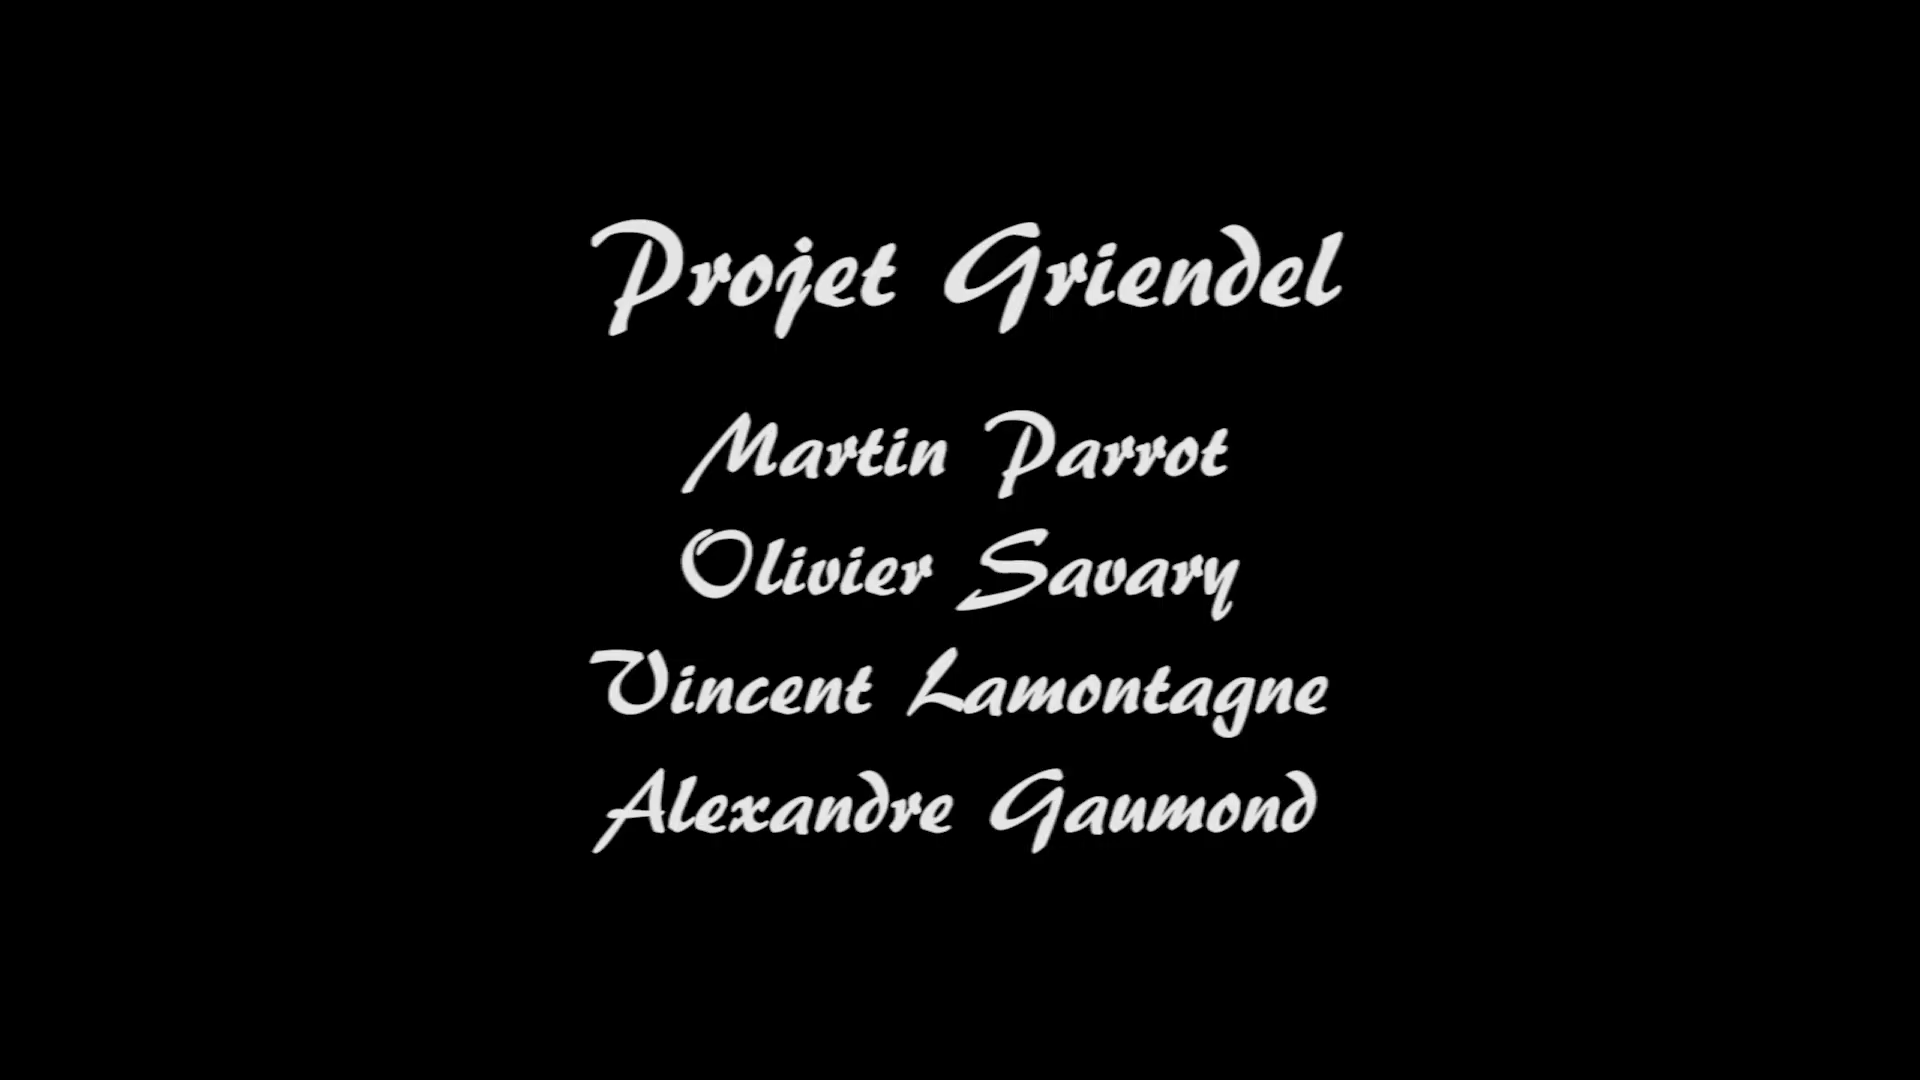 Projet Griendel
Martin Parrot
Olivier Savary
Vincent Lamontagne
Alexandre Gaumond